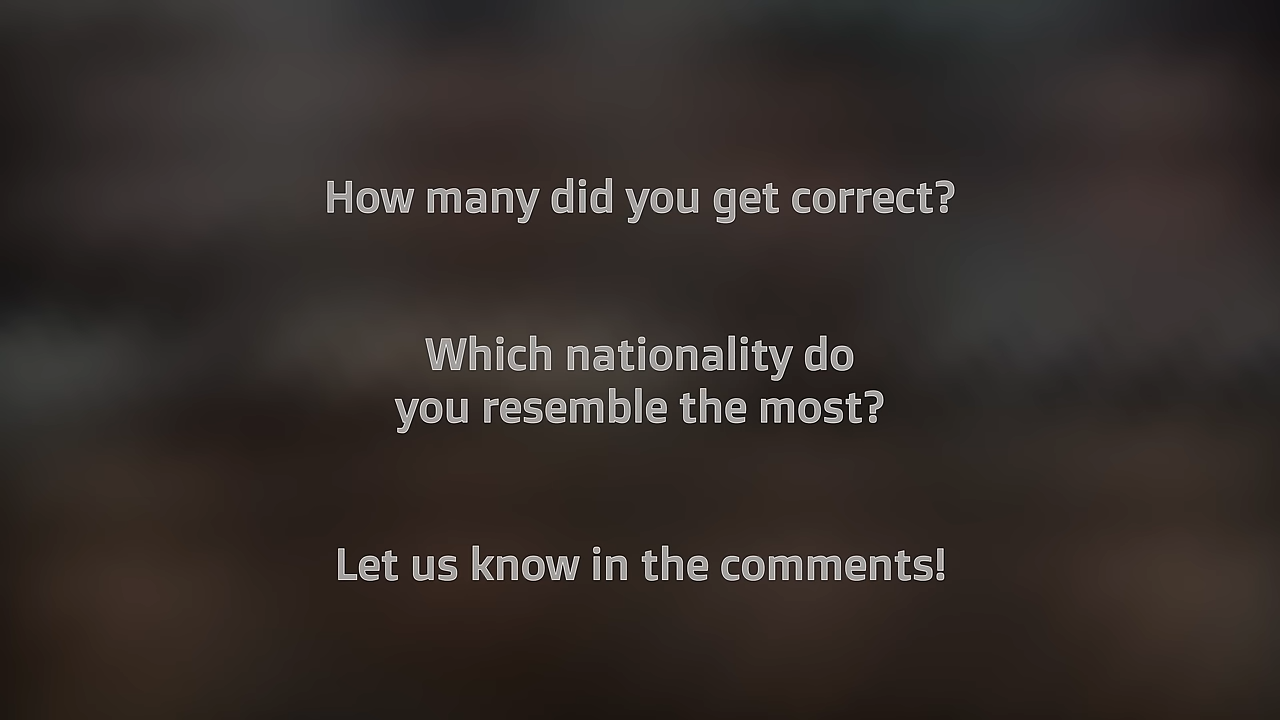 How many did you get correct?
Which nationality do
you resemble the most?
Let us know in the comments!